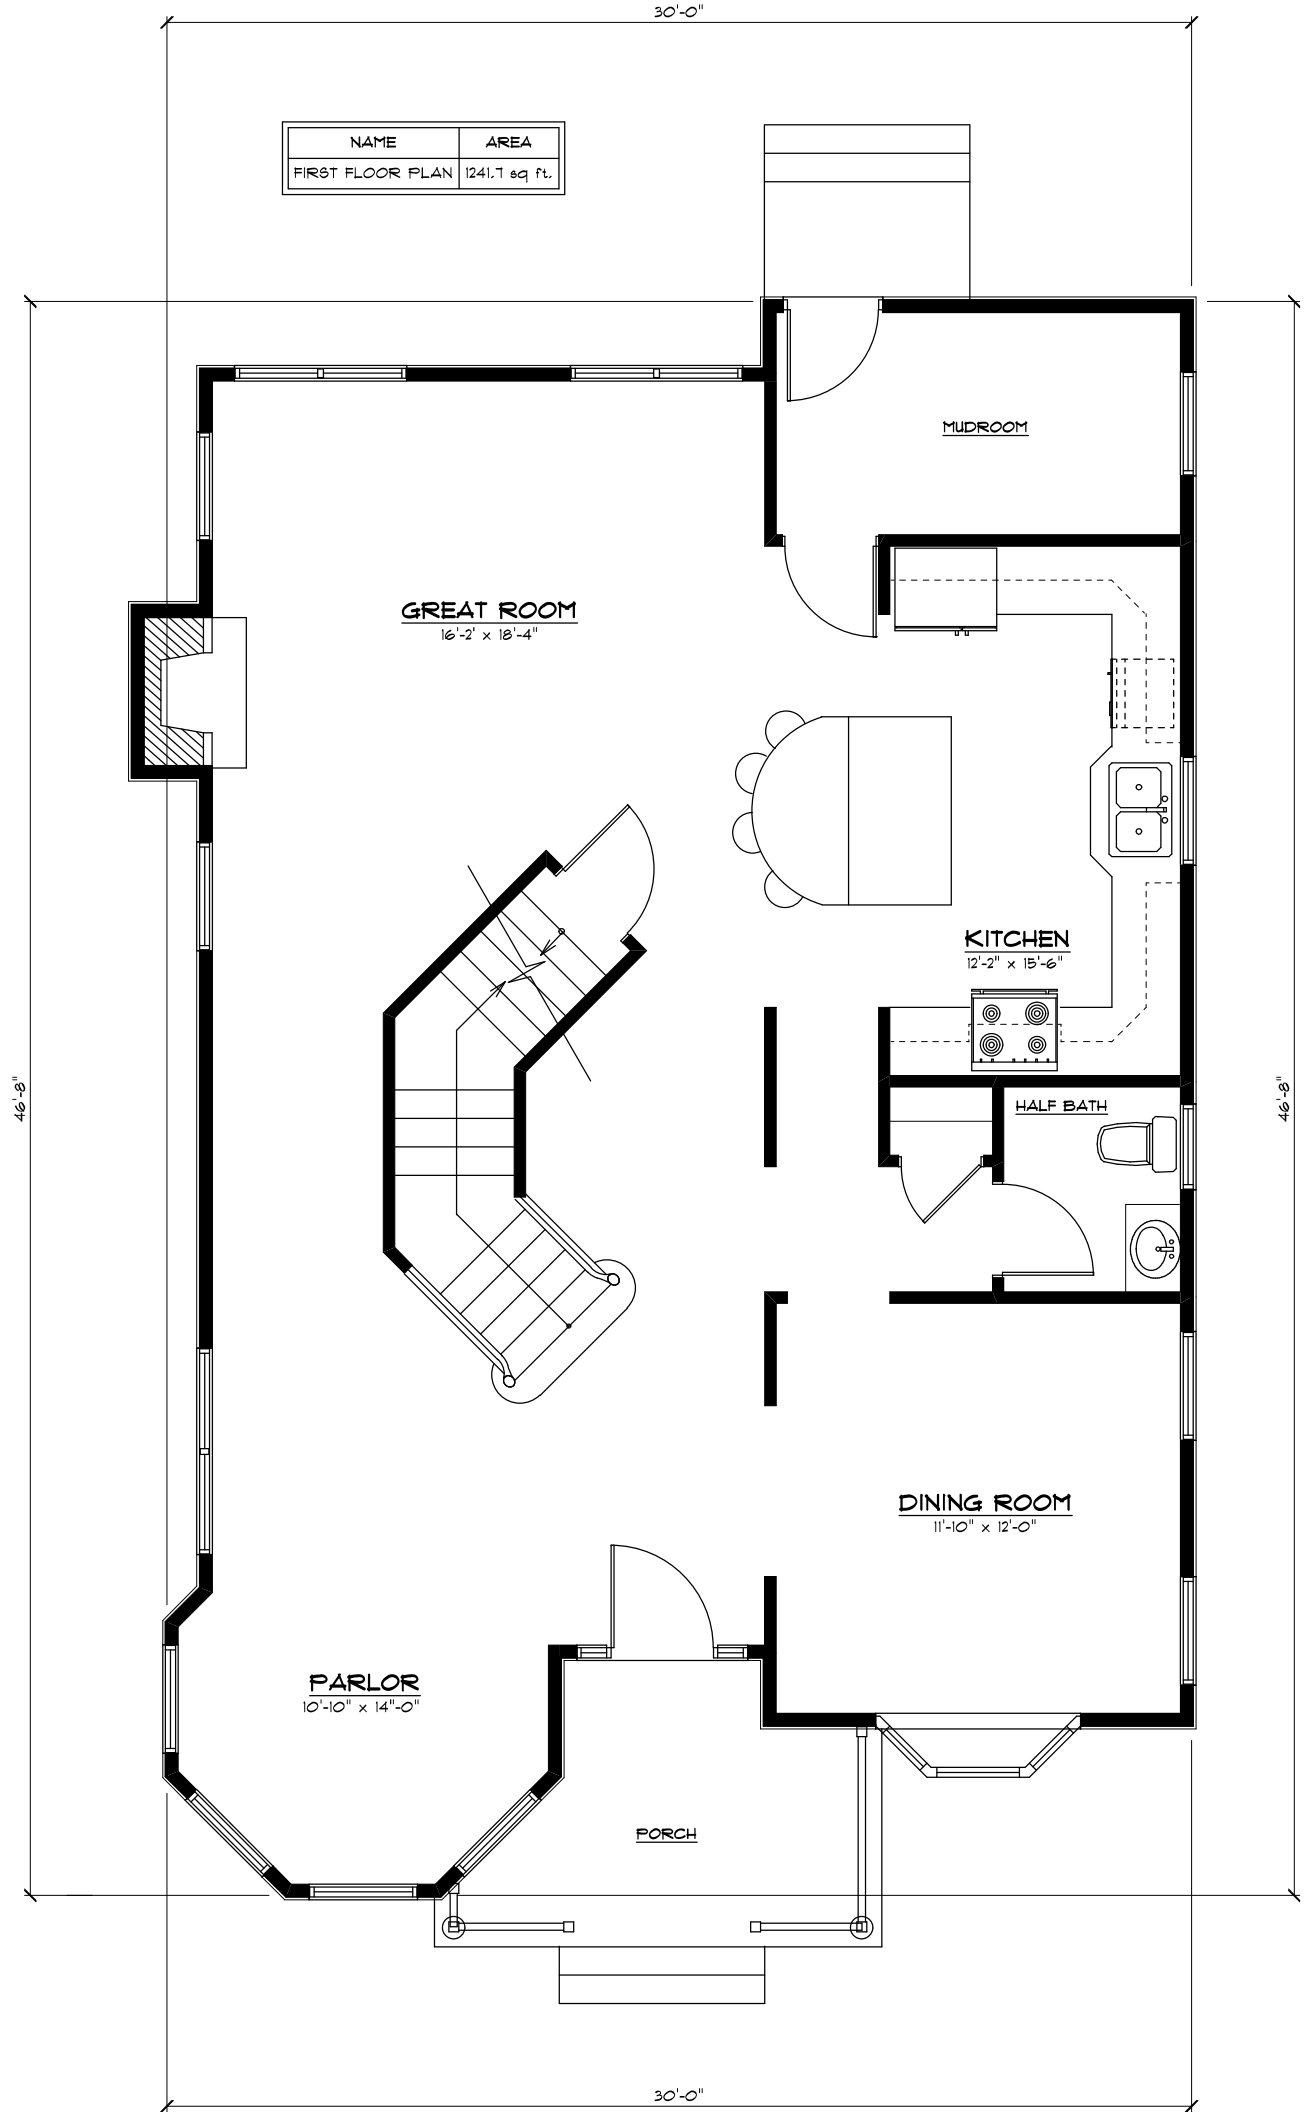 30'-0"
NAME AREA
FIRST FLOOR PLAN 1241.7 sq ft.
MUDROOM
GREAT ROOM
16'-2' x 18'-4"
KITCHEN
12'-2" x 15'-6"
46'-8"
46'-8"
HALF BATH
DINING ROOM
11'-10" x 12'-0"
PARLOR
10'-10" x 14"-0"
PORCH
30'-0"